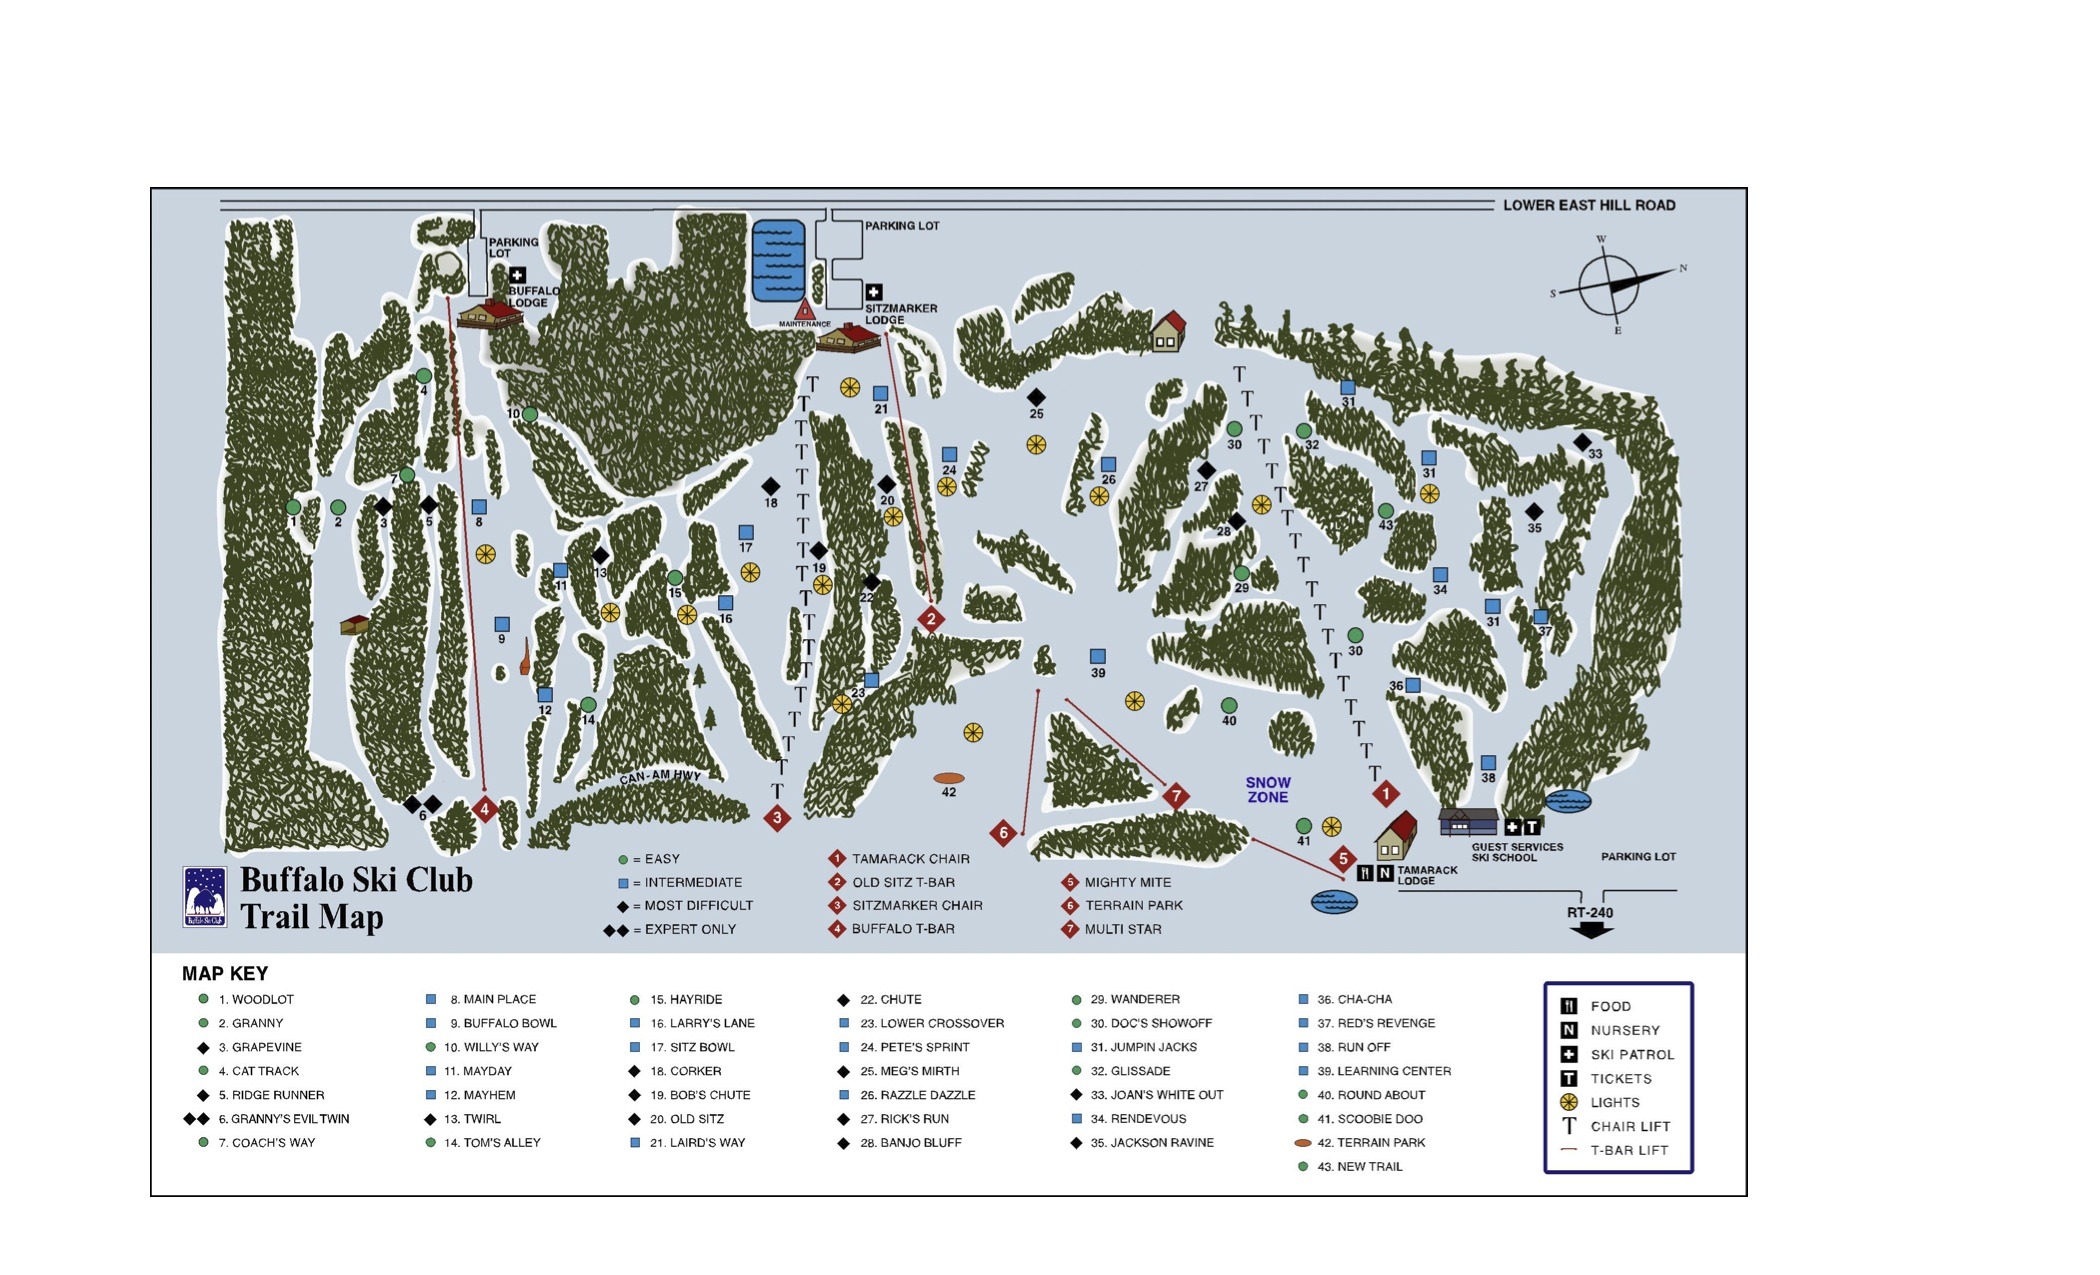 LOWER EAST HILL ROAD
PARKING LOT
PARKING
LOT
BUFFALO
LODGE
MAINTENANCE
SITZMARKER
LODGE
W
N
S
E
T
4
10
21
25
31
30
32
33
24
26
31
7
27
18
20
1
2
3
5
8
28
43
35
17
19
13
11
15
22
29
34
16
31
37
9
30
39
23
36
12
14
40
2
CAN-AM HWY
38
SNOW
ZONE
42
7
1
6
4
3
6
41
5
T
GUEST SERVICES
SKI SCHOOL
PARKING LOT
N
TAMARACK
LODGE
RT-240
Buffalo Ski Club
Trail Map
Buffalo Ski Club
= EASY
= INTERMEDIATE
= MOST DIFFICULT
= EXPERT ONLY
1 TAMARACK CHAIR
2 OLD SITZ T-BAR
3 SITZMARKER CHAIR
4 BUFFALO T-BAR
5 MIGHTY MITE
6 TERRAIN PARK
7 MULTI STAR
MAP KEY
1. WOODLOT
2. GRANNY
3. GRAPEVINE
4. CAT TRACK
5. RIDGE RUNNER
6. GRANNY'S EVIL TWIN
7. COACH'S WAY
8. MAIN PLACE
9. BUFFALO BOWL
10. WILLY'S WAY
11. MAYDAY
12. MAYHEM
13. TWIRL
14. TOM'S ALLEY
15. HAYRIDE
16. LARRY'S LANE
17. SITZ BOWL
18. CORKER
19. BOB'S CHUTE
20. OLD SITZ
21. LAIRD'S WAY
22. CHUTE
23. LOWER CROSSOVER
24. PETE'S SPRINT
25. MEG'S MIRTH
26. RAZZLE DAZZLE
27. RICK'S RUN
28. BANJO BLUFF
29. WANDERER
30. DOC'S SHOWOFF
31. JUMPIN JACKS
32. GLISSADE
33. JOAN'S WHITE OUT
34. RENDEVOUS
35. JACKSON RAVINE
36. CHA-CHA
37. RED'S REVENGE
38. RUN OFF
39. LEARNING CENTER
40. ROUND ABOUT
41. SCOOBIE DOO
42. TERRAIN PARK
43. NEW TRAIL
FOOD
N NURSERY
SKI PATROL
T TICKETS
LIGHTS
T CHAIR LIFT
T-BAR LIFT